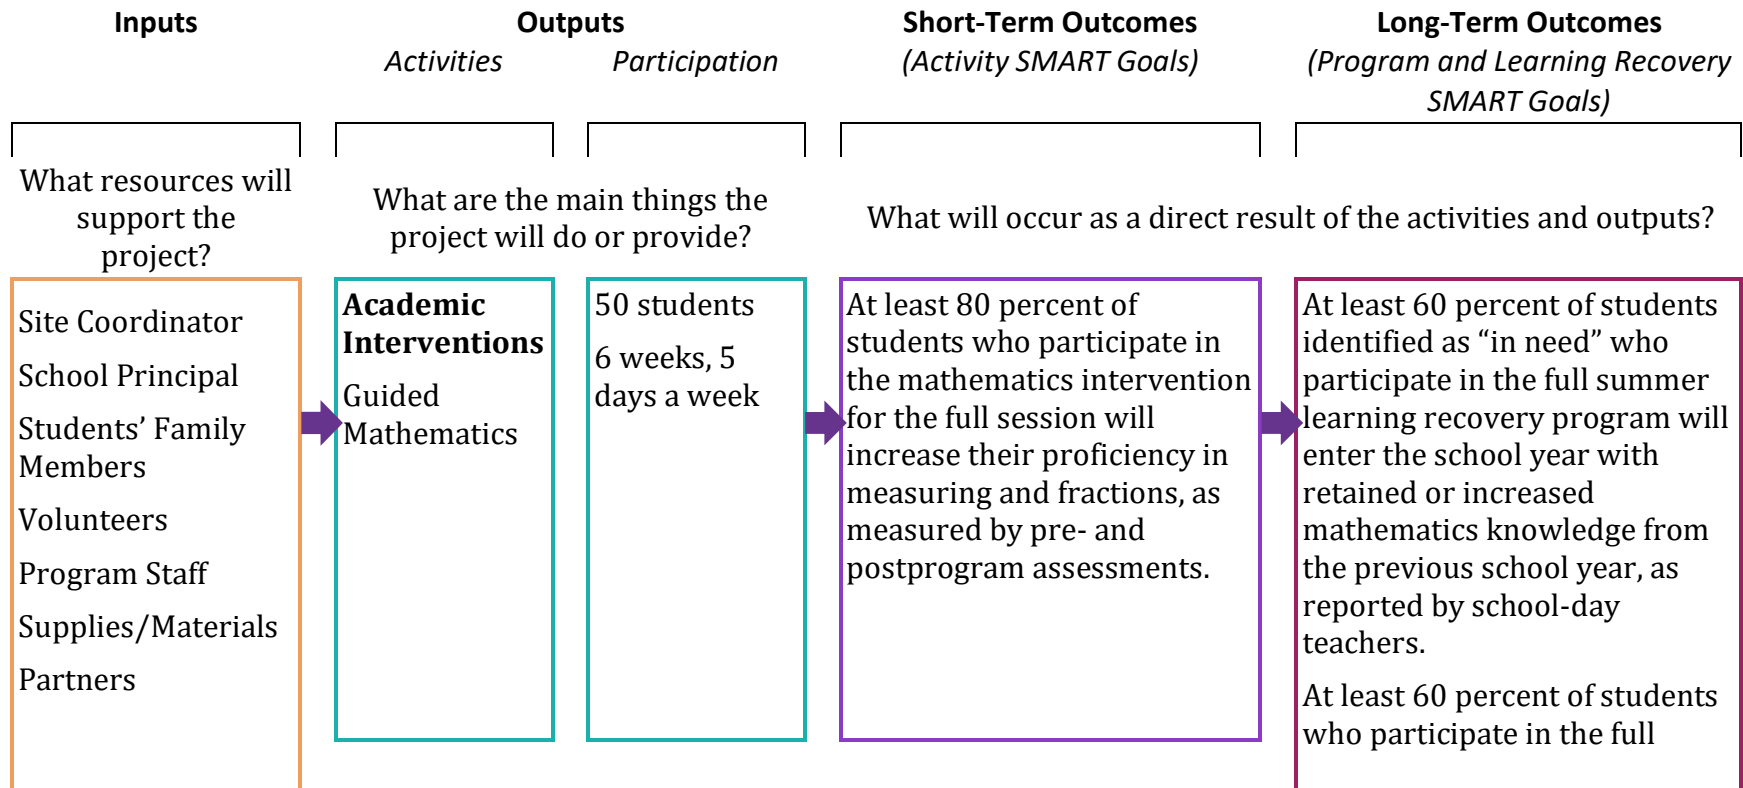 Inputs
Outputs
Activities
Participation
Short-Term Outcomes
(Activity SMART Goals)
Long-Term Outcomes
(Program and Learning Recovery
SMART Goals)
What resources will
support the
project?
What are the main things the
project will do or provide?
What will occur as a direct result of the activities and outputs?
Site Coordinator
School Principal
Students’ Family
Members
Volunteers
Program Staff
Supplies/Materials
Partners
Academic
Interventions
Guided
Mathematics
50 students
6 weeks, 5
days a week
At least 80 percent of
students who participate in
the mathematics intervention
for the full session will
increase their proficiency in
measuring and fractions, as
measured by pre- and
postprogram assessments.
At least 60 percent of students
identified as “in need” who
participate in the full summer
learning recovery program will
enter the school year with
retained or increased
mathematics knowledge from
the previous school year, as
reported by school-day
teachers.
At least 60 percent of students
who participate in the full